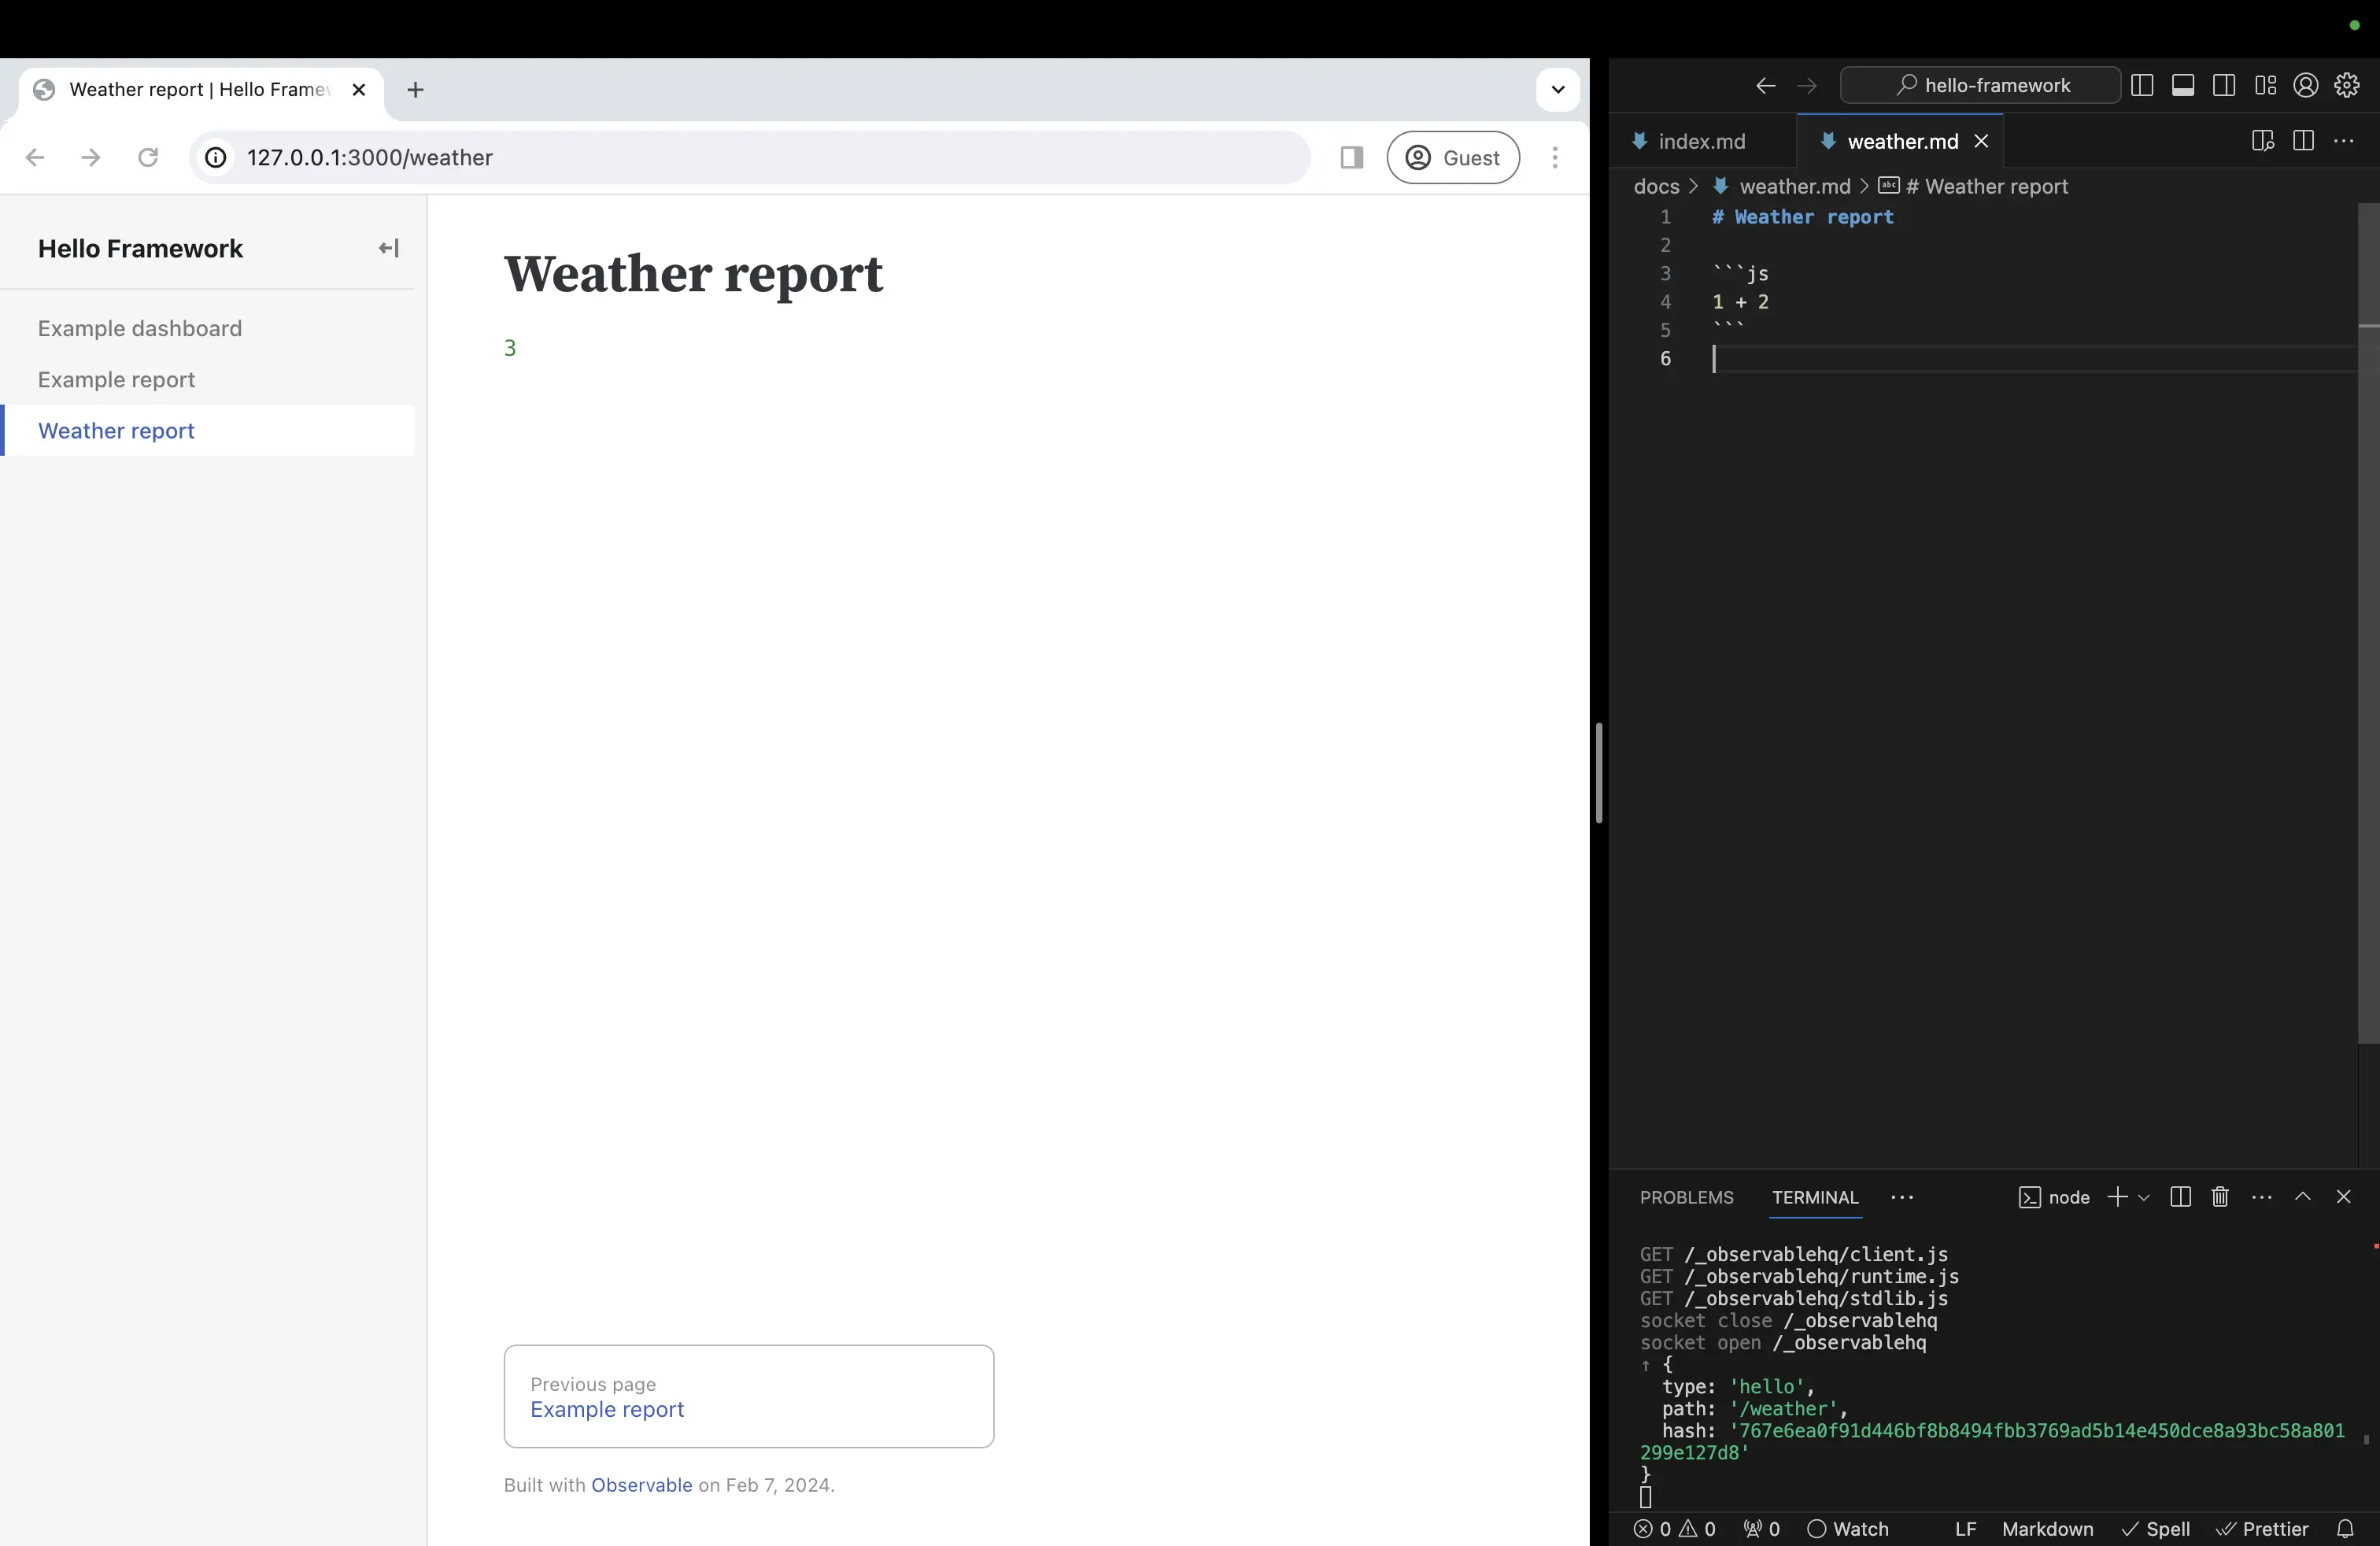 Weather report | Hello Framew
127.0.0.1:3000/weather
Guest
Hello Framework
Example dashboard
Example report
Weather report
Weather report
3
Previous page
Example report
Built with Observable on Feb 7, 2024.
hello-framework
index.md
weather.md
docs > weather.md > # Weather report
1 # Weather report
2
3 ```js
4 1 + 2
5 ```
6
PROBLEMS TERMINAL ··· node
GET /_observablehq/client.js
GET /_observablehq/runtime.js
GET /_observablehq/stdlib.js
socket close /_observablehq
socket open /_observablehq
↑ {
type: 'hello',
path: '/weather',
hash: '767e6ea0f91d446bf8b8494fbb3769ad5b14e450dce8a93bc58a801
299e127d8'
}
0 0 0 Watch LF Markdown Spell Prettier